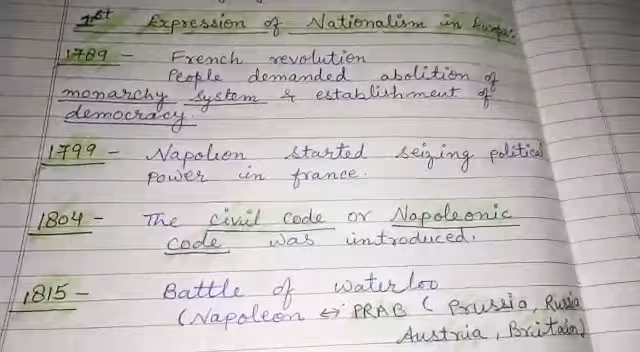 1st Expression of Nationalism in Europe.
1789 - French revolution
People demanded abolition of
monarchy system & establishment of
democracy.
1799 - Napoleon started seizing political
power in france.
1804 - The civil code or Napoleonic
code was introduced.
1815 - Battle of waterloo
(Napoleon ⇔ PRAB ( Prussia, Russia
Austria, Britain)